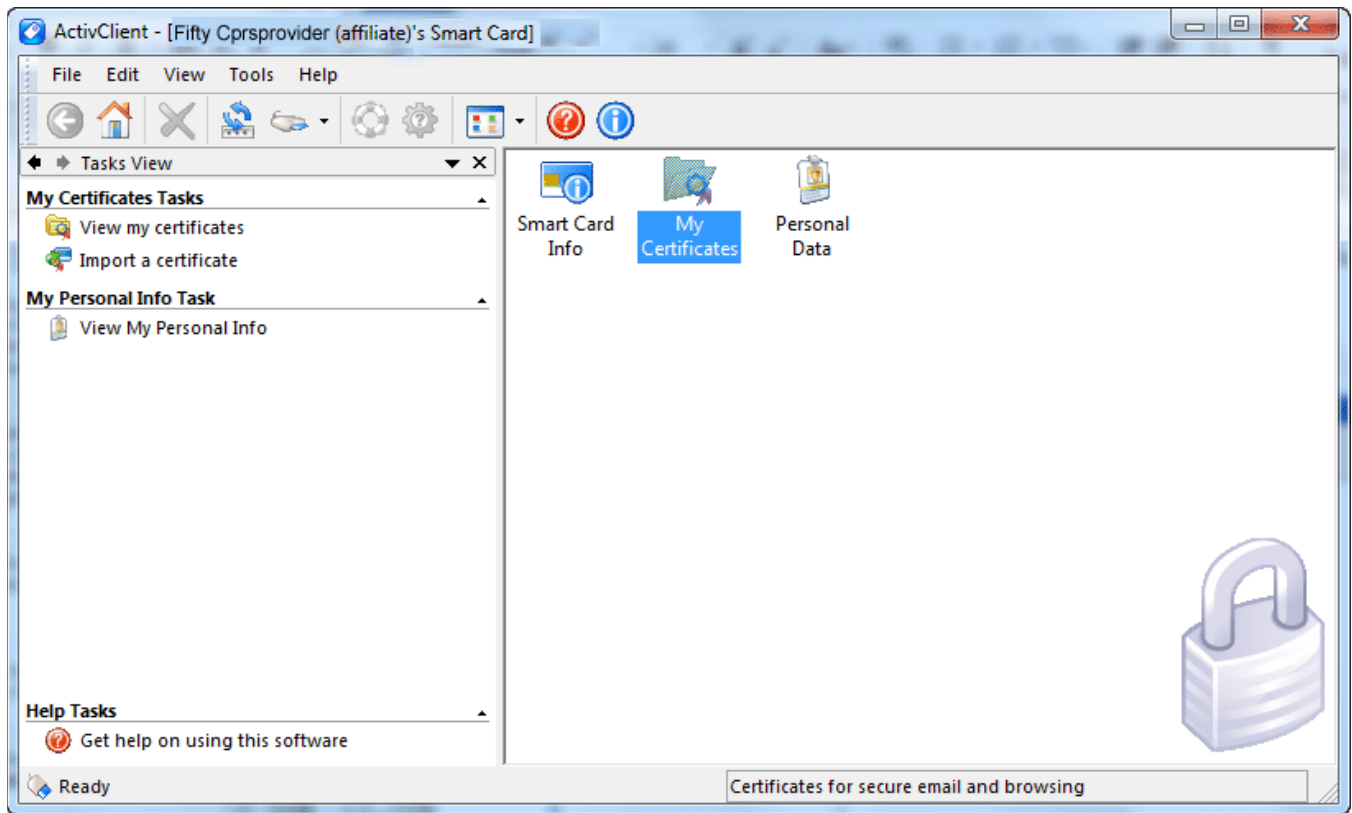 ActivClient - [Fifty Cprsprovider (affiliate)'s Smart Card]
File Edit View Tools Help
Tasks View
My Certificates Tasks
View my certificates
Import a certificate
My Personal Info Task
View My Personal Info
Help Tasks
Get help on using this software
Smart Card
Info
My
Certificates
Personal
Data
Ready
Certificates for secure email and browsing